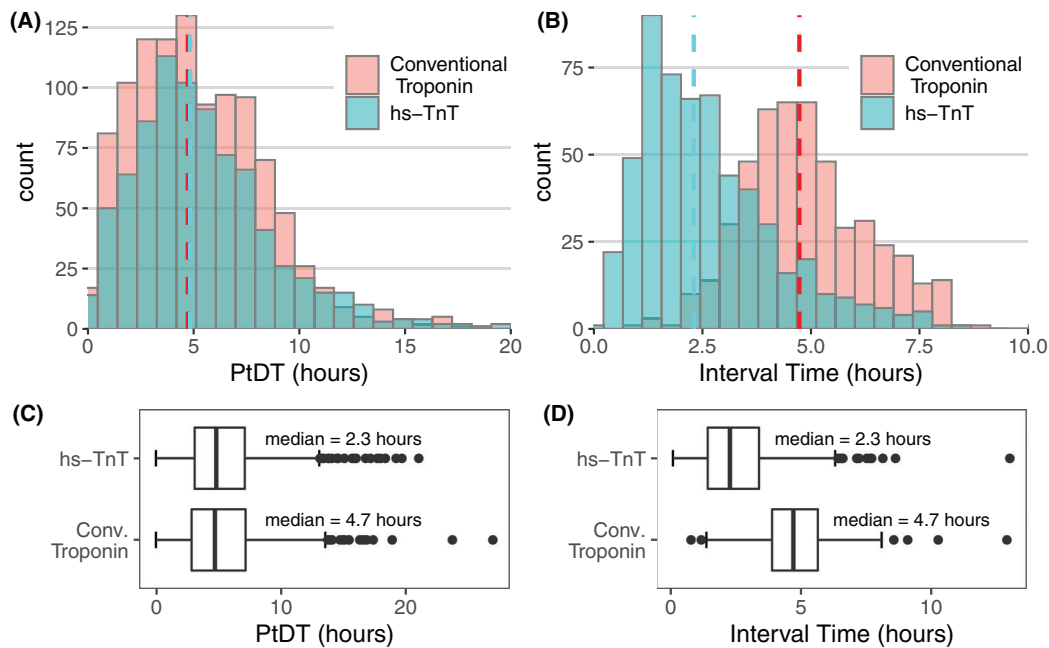 (A)
125
100
75
50
25
0
count
Conventional
Troponin
hs−TnT
0
5
10
15
20
PtDT (hours)
(B)
75
50
25
0
count
Conventional
Troponin
hs−TnT
0.0
2.5
5.0
7.5
10.0
Interval Time (hours)
(C)
hs−TnT
median = 2.3 hours
Conv.
Troponin
median = 4.7 hours
0
10
20
PtDT (hours)
(D)
hs−TnT
median = 2.3 hours
Conv.
Troponin
median = 4.7 hours
0
5
10
Interval Time (hours)